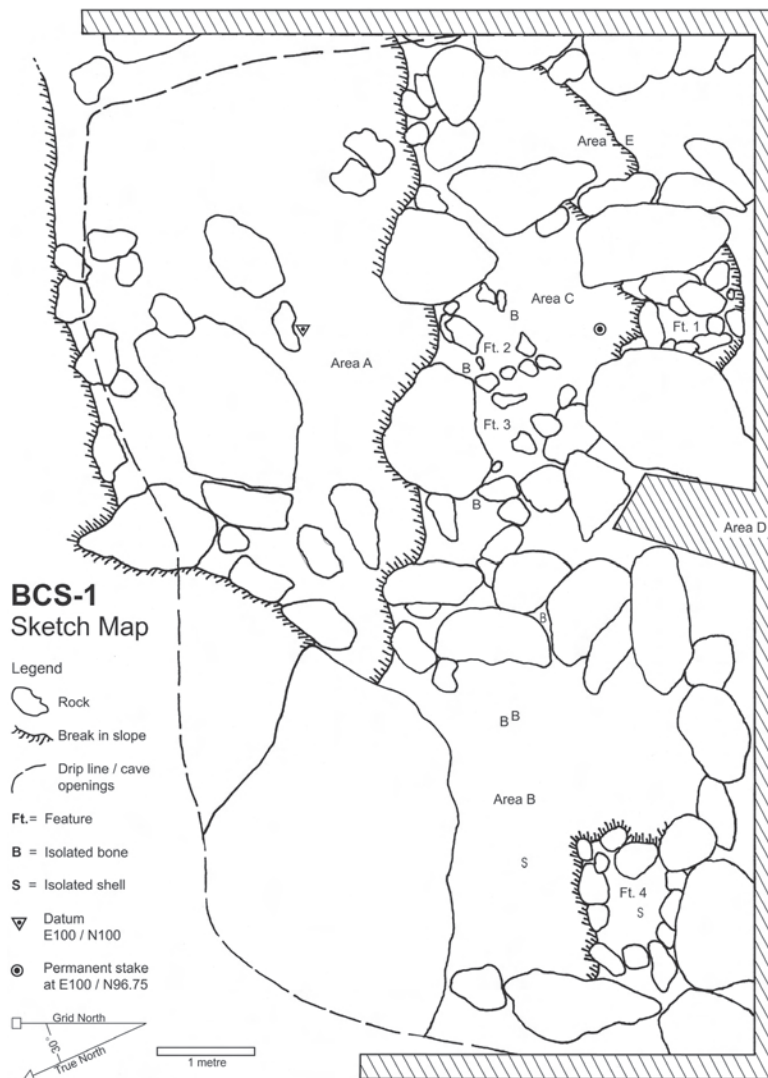 Area E
Area C
B
Ft. 1
Ft. 2
Area A
B
Ft. 3
B
Area D
BCS-1
Sketch Map
B
Legend
Rock
B B
Break in slope
Drip line / cave
openings
Area B
Ft.= Feature
B = Isolated bone
S
S = Isolated shell
Ft. 4
S
Datum
E100 / N100
Permanent stake
at E100 / N96.75
Grid North
30°
True North
1 metre